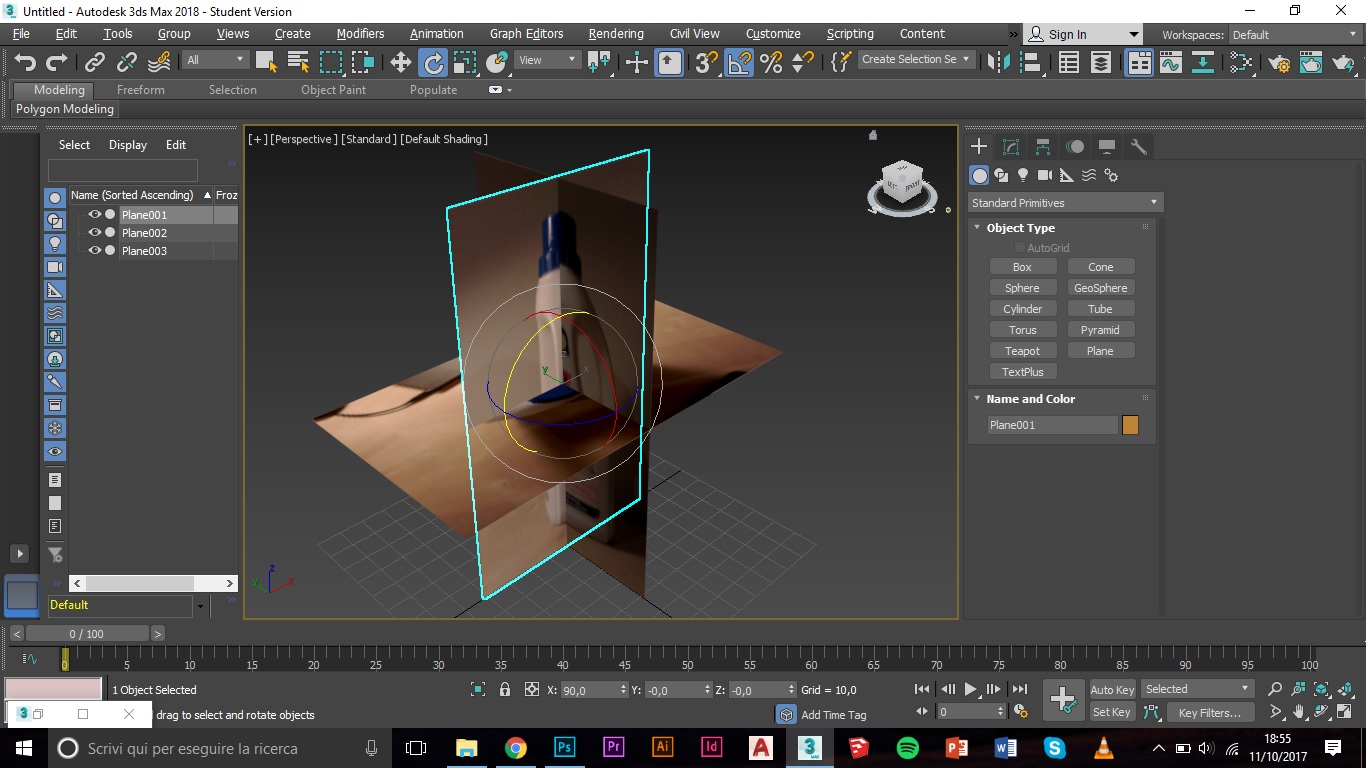 Untitled - Autodesk 3ds Max 2018 - Student Version
File Edit Tools Group Views Create Modifiers Animation Graph Editors Rendering Civil View Customize Scripting Content » Sign In Workspaces: Default
All View Create Selection Se
Modeling Freeform Selection Object Paint Populate
Polygon Modeling
Select Display Edit
[+] [Perspective] [Standard] [Default Shading]
Name (Sorted Ascending) Froz
Plane001
Plane002
Plane003
Standard Primitives
Object Type
AutoGrid
Box Cone
Sphere GeoSphere
Cylinder Tube
Torus Pyramid
Teapot Plane
TextPlus
Name and Color
Plane001
Y X
z
x
Default
< 0 / 100 >
0 5 10 15 20 25 30 35 40 45 50 55 60 65 70 75 80 85 90 95 100
1 Object Selected X: 90,0 Y: -0,0 Z: -0,0 Grid = 10,0 Auto Key Selected
drag to select and rotate objects Add Time Tag 0 Set Key Key Filters...
Scrivi qui per eseguire la ricerca
Ps Pr Ai Id A 3 MAX P W S
18:55
11/10/2017